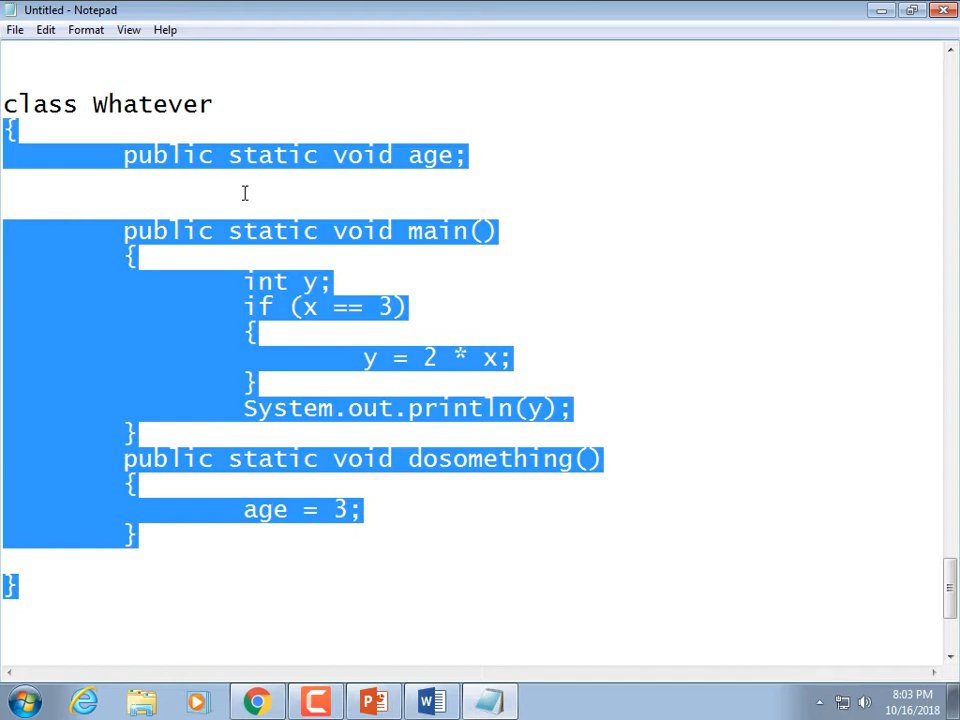 Untitled - Notepad
File Edit Format View Help
class Whatever
{
public static void age;
public static void main()
{
int y;
if (x == 3)
{
y = 2 * x;
}
System.out.println(y);
}
public static void dosomething()
{
age = 3;
}
}
8:03 PM
10/16/2018